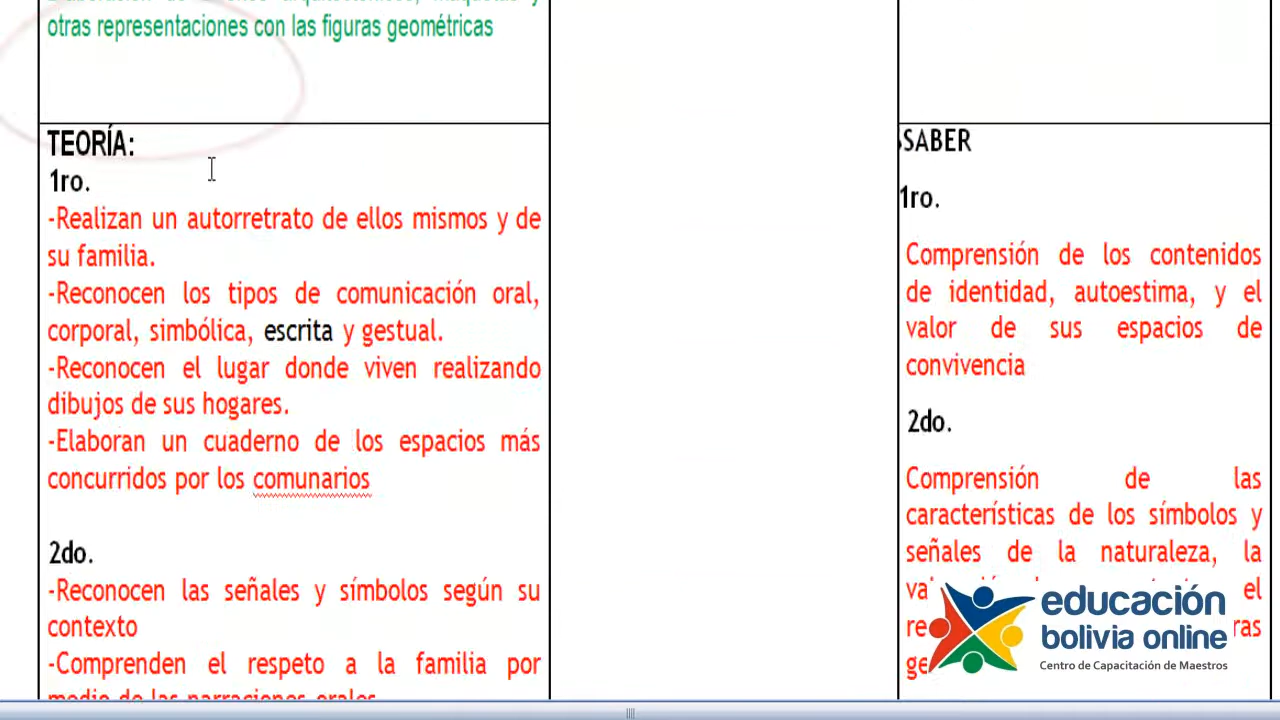 otras representaciones con las figuras geométricas
TEORÍA:
1ro.
-Realizan un autorretrato de ellos mismos y de
su familia.
-Reconocen los tipos de comunicación oral,
corporal, simbólica, escrita y gestual.
-Reconocen el lugar donde viven realizando
dibujos de sus hogares.
-Elaboran un cuaderno de los espacios más
concurridos por los comunarios
2do.
-Reconocen las señales y símbolos según su
contexto
-Comprenden el respeto a la familia por
medio de las narraciones orales
SABER
1ro.
Comprensión de los contenidos
de identidad, autoestima, y el
valor de sus espacios de
convivencia
2do.
Comprensión de las
características de los símbolos y
señales de la naturaleza, la
el
educación
bolivia online
Centro de Capacitación de Maestros